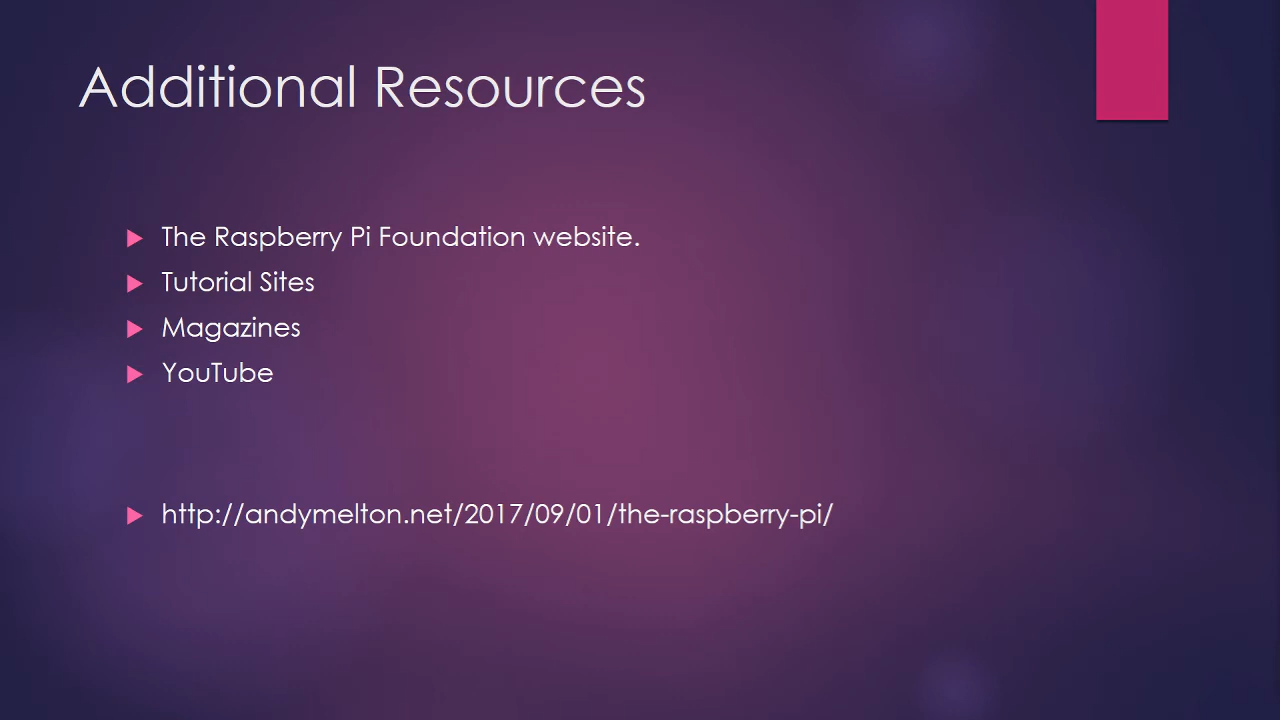 Additional Resources
The Raspberry Pi Foundation website.
Tutorial Sites
Magazines
YouTube
http://andymelton.net/2017/09/01/the-raspberry-pi/